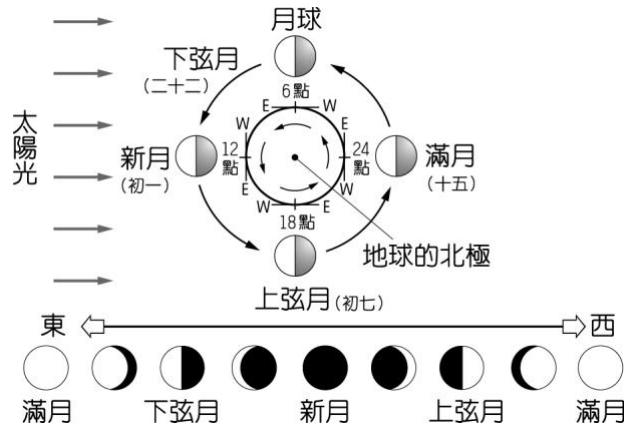 月球
下弦月
(二十二)
6點
E W
W E
太陽光
新月
(初一)
12點
24點
滿月
(十五)
E W
W E
18點
地球的北極
上弦月(初七)
東 西
滿月 下弦月 新月 上弦月 滿月